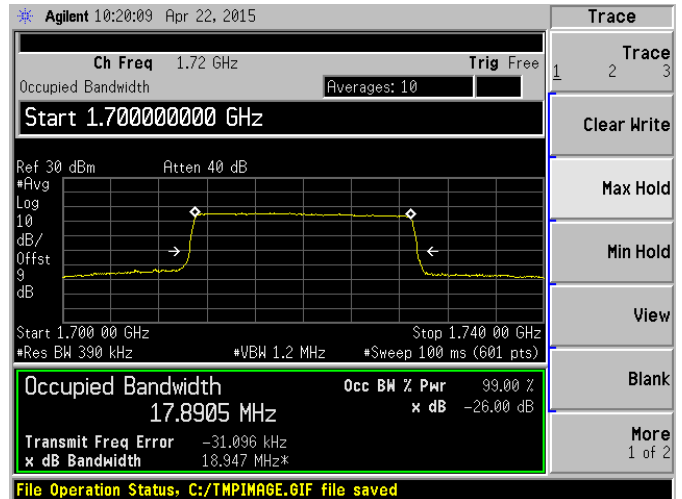 Agilent 10:20:09 Apr 22, 2015
Trace
Ch Freq 1.72 GHz Trig Free
Occupied Bandwidth Averages: 10
Start 1.700000000 GHz
Ref 30 dBm Atten 40 dB
#Avg
Log
10
dB/
Offst
9
dB
Start 1.700 00 GHz Stop 1.740 00 GHz
#Res BW 390 kHz #VBW 1.2 MHz #Sweep 100 ms (601 pts)
Occupied Bandwidth Occ BW % Pwr 99.00 %
17.8905 MHz x dB -26.00 dB
Transmit Freq Error -31.096 kHz
x dB Bandwidth 18.947 MHz*
File Operation Status, C:/TMPIMAGE.GIF file saved
Trace
1 2 3
Clear Write
Max Hold
Min Hold
View
Blank
More
1 of 2